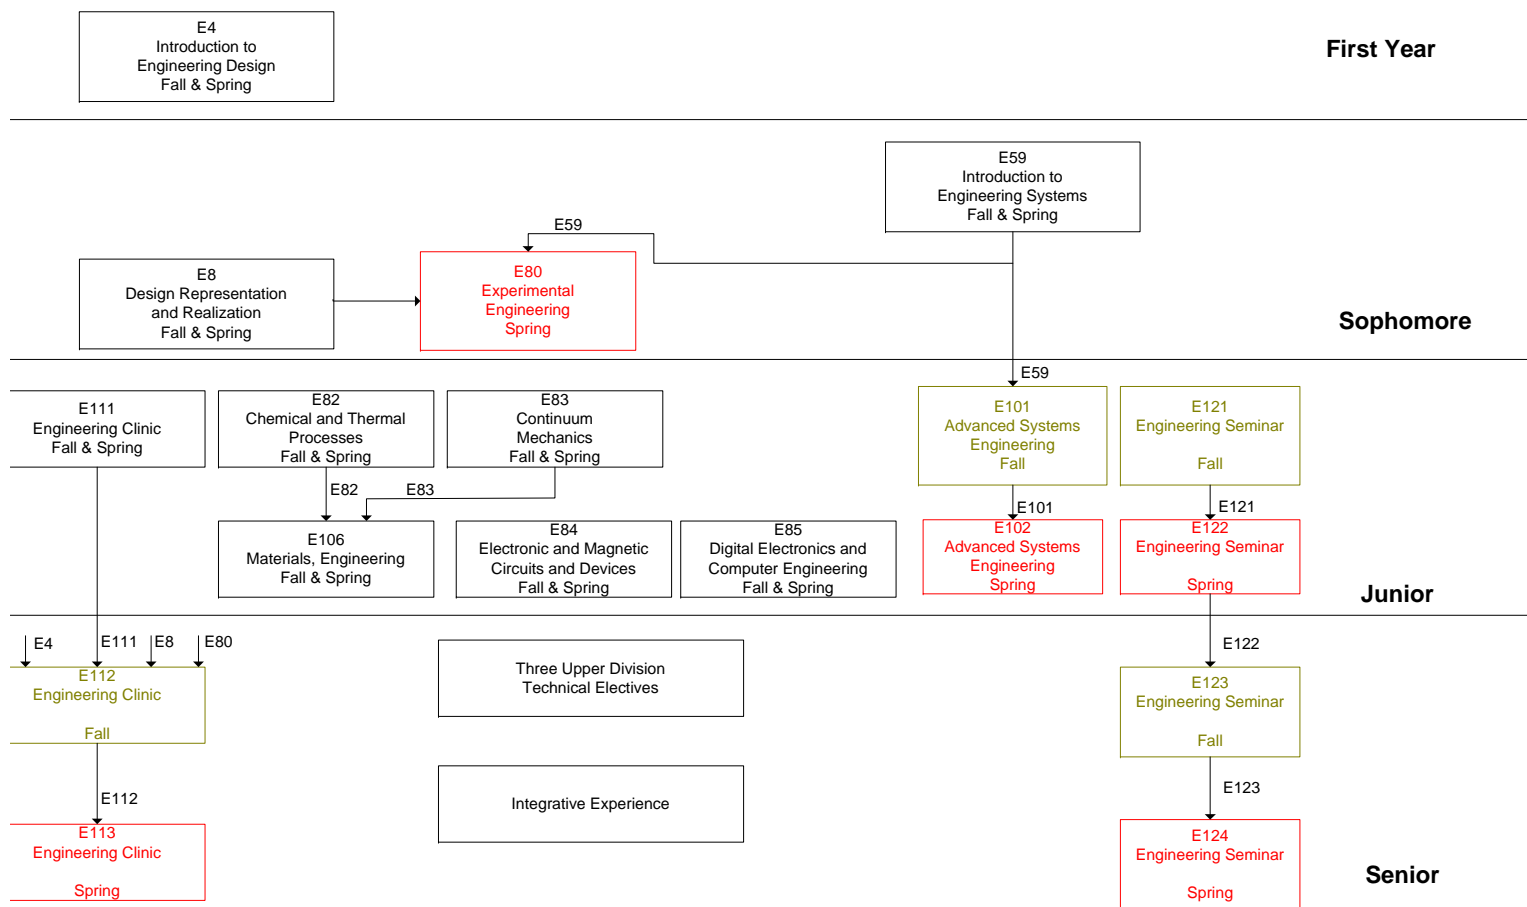 E4
Introduction to
Engineering Design
Fall & Spring
First Year
E59
Introduction to
Engineering Systems
Fall & Spring
E59
E8
Design Representation
and Realization
Fall & Spring
E80
Experimental
Engineering
Spring
Sophomore
E59
E111
Engineering Clinic
Fall & Spring
E82
Chemical and Thermal
Processes
Fall & Spring
E83
Continuum
Mechanics
Fall & Spring
E101
Advanced Systems
Engineering
Fall
E121
Engineering Seminar
Fall
E82
E83
E101
E121
E106
Materials, Engineering
Fall & Spring
E84
Electronic and Magnetic
Circuits and Devices
Fall & Spring
E85
Digital Electronics and
Computer Engineering
Fall & Spring
E102
Advanced Systems
Engineering
Spring
E122
Engineering Seminar
Spring
Junior
E4
E111
E8
E80
E122
E112
Engineering Clinic
Fall
Three Upper Division
Technical Electives
E123
Engineering Seminar
Fall
E112
Integrative Experience
E123
E113
Engineering Clinic
Spring
E124
Engineering Seminar
Spring
Senior